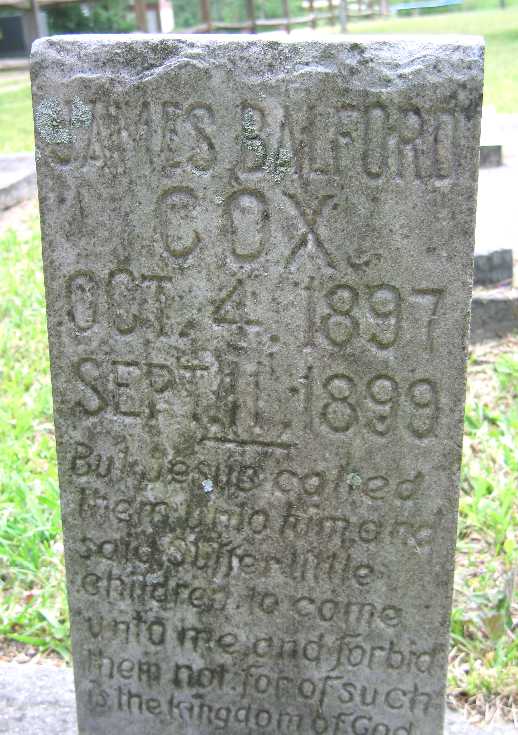 JAMES BALFORD
COX.
OCT. 4. 1897
SEPT. 11. 1899
But jesus called
them unto him and
said suffer little
children to come
unto me and forbid
them not for of such
is the kingdom of God